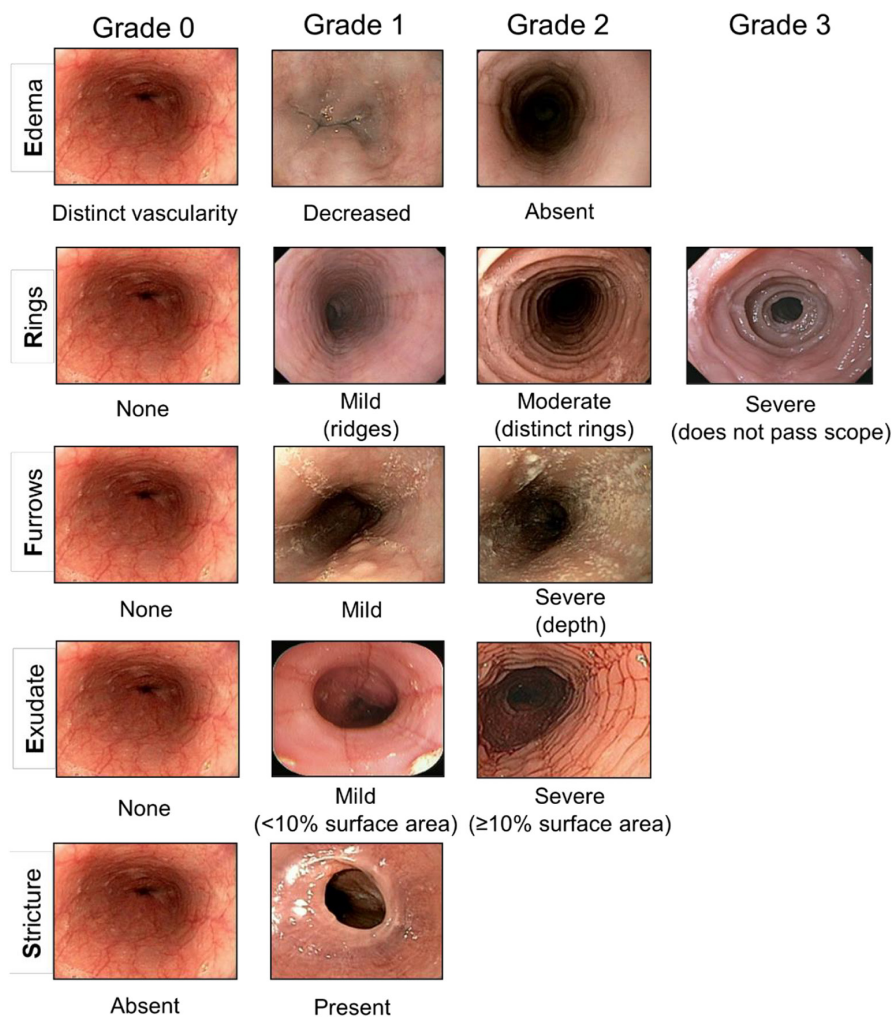 Grade 0
Grade 1
Grade 2
Grade 3
Edema
Distinct vascularity
Decreased
Absent
Rings
None
Mild
(ridges)
Moderate
(distinct rings)
Severe
(does not pass scope)
Furrows
None
Mild
Severe
(depth)
Exudate
None
Mild
(<10% surface area)
Severe
(≥10% surface area)
Stricture
Absent
Present